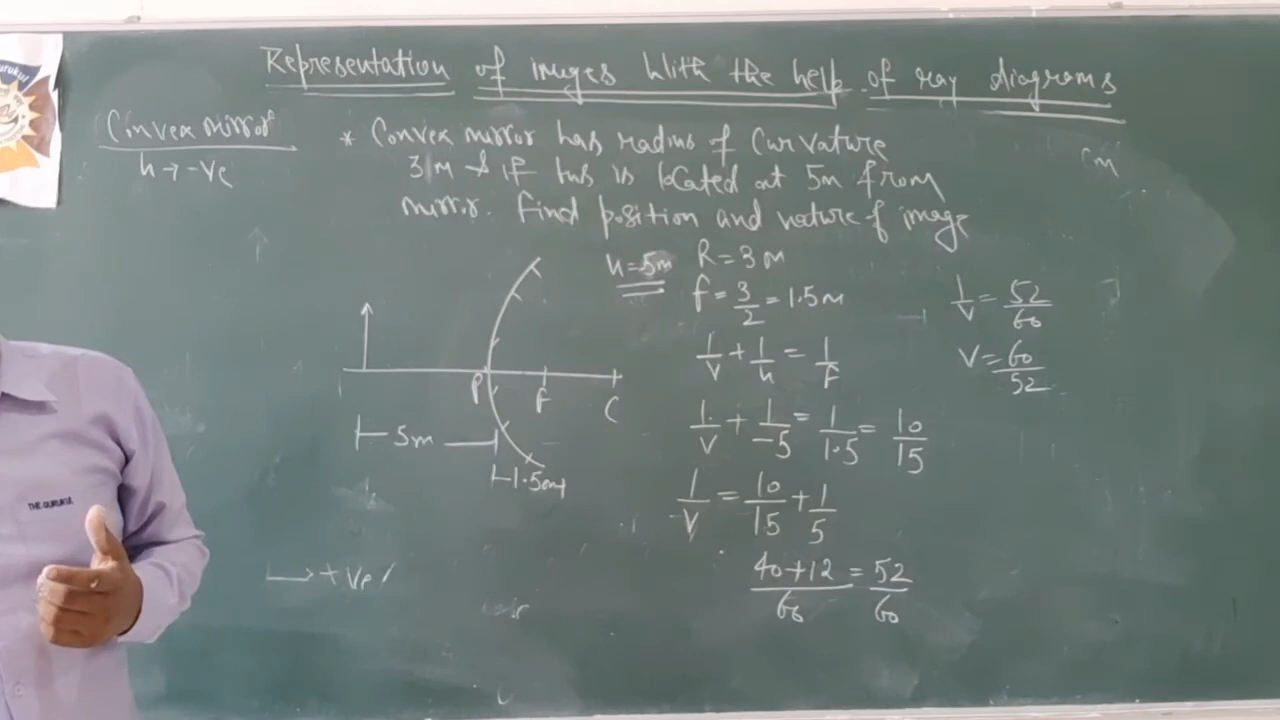 Representation of images With the help of ray diagrams
Convex mirror
u → -ve
* Convex mirror has radius of Curvature
3 M & if bus is located at 5m from
mirror. find position and nature of image
cm
u=5m
R = 3 m
f = 3/2 = 1.5 m
1/v + 1/u = 1/f
1/v + 1/-5 = 1/1.5 = 10/15
1/v = 10/15 + 1/5
40+12/60 = 52/60
1/v = 52/60
v = 60/52
P
F
C
5m
1.5m
→ +ve
THE GURUKUL